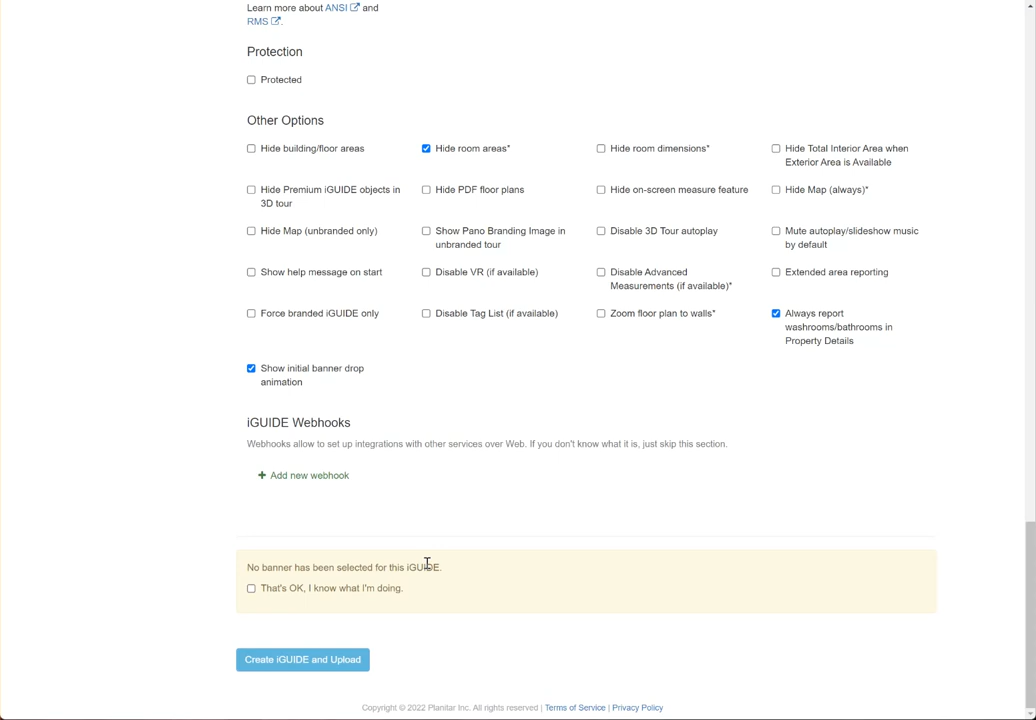 Learn more about ANSI and
RMS .
Protection
Protected
Other Options
Hide building/floor areas
Hide room areas*
Hide room dimensions*
Hide Total Interior Area when
Exterior Area is Available
Hide Premium iGUIDE objects in
3D tour
Hide PDF floor plans
Hide on-screen measure feature
Hide Map (always)*
Hide Map (unbranded only)
Show Pano Branding Image in
unbranded tour
Disable 3D Tour autoplay
Mute autoplay/slideshow music
by default
Show help message on start
Disable VR (if available)
Disable Advanced
Measurements (if available)*
Extended area reporting
Force branded iGUIDE only
Disable Tag List (if available)
Zoom floor plan to walls*
Always report
washrooms/bathrooms in
Property Details
Show initial banner drop
animation
iGUIDE Webhooks
Webhooks allow to set up integrations with other services over Web. If you don't know what it is, just skip this section.
+ Add new webhook
No banner has been selected for this iGUIDE.
That's OK, I know what I'm doing.
Create iGUIDE and Upload
Copyright © 2022 Planitar Inc. All rights reserved | Terms of Service | Privacy Policy